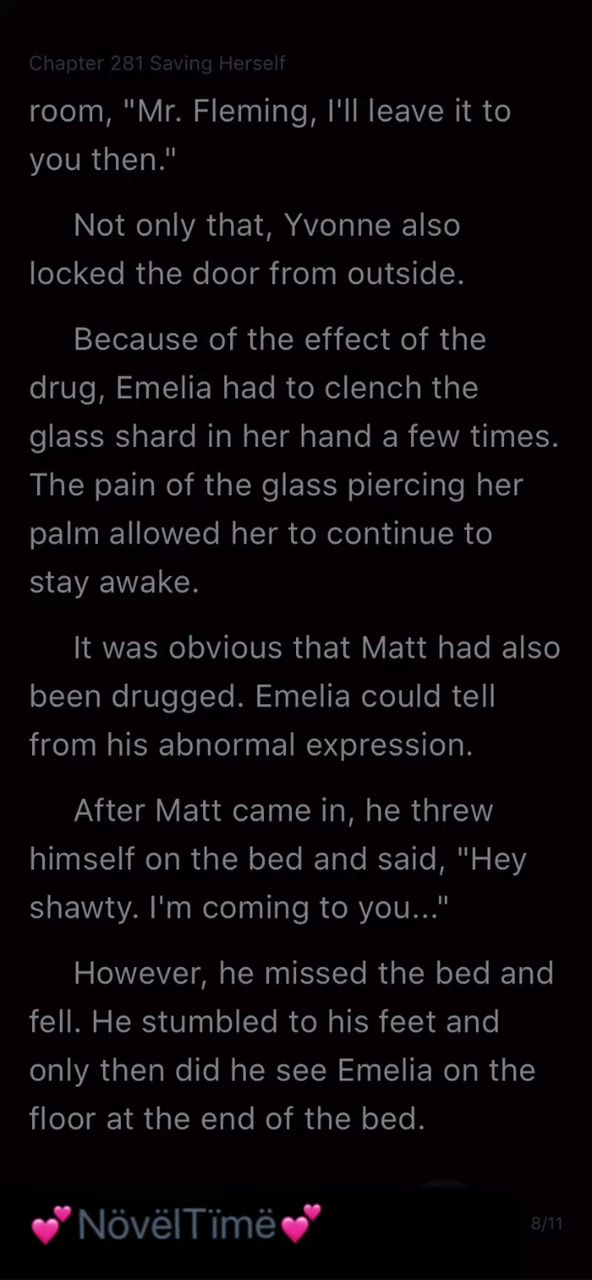 Chapter 281 Saving Herself
room, "Mr. Fleming, I'll leave it to
you then."
Not only that, Yvonne also
locked the door from outside.
Because of the effect of the
drug, Emelia had to clench the
glass shard in her hand a few times.
The pain of the glass piercing her
palm allowed her to continue to
stay awake.
It was obvious that Matt had also
been drugged. Emelia could tell
from his abnormal expression.
After Matt came in, he threw
himself on the bed and said, "Hey
shawty. I'm coming to you..."
However, he missed the bed and
fell. He stumbled to his feet and
only then did he see Emelia on the
floor at the end of the bed.
💕NövëlTïmë💕
8/11